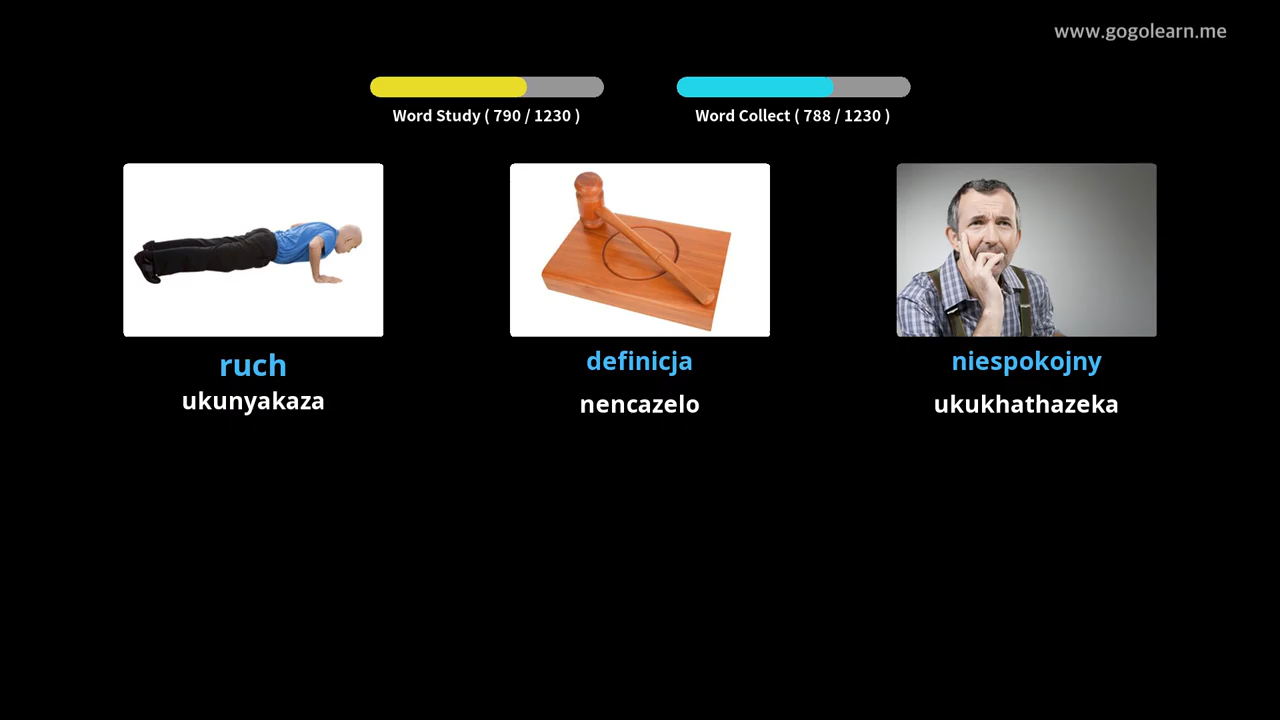 www.gogolearn.me
Word Study ( 790 / 1230 )
Word Collect ( 788 / 1230 )
ruch
ukunyakaza
definicja
nencazelo
niespokojny
ukukhathazeka